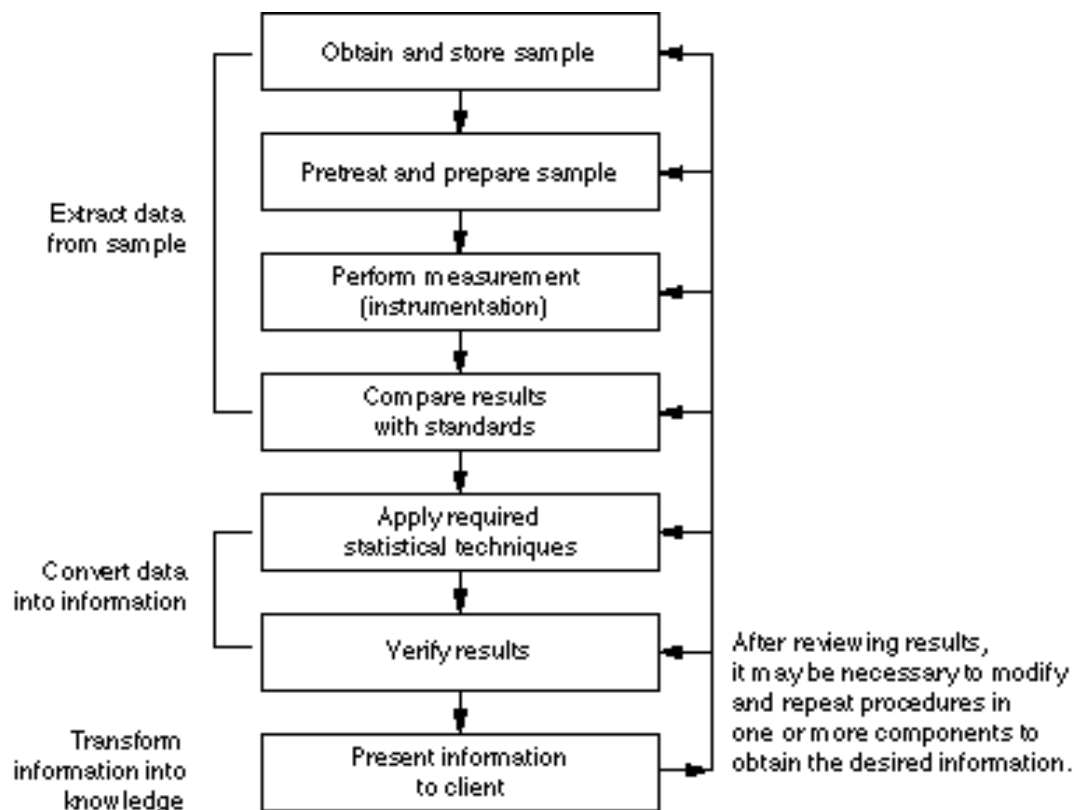 Obtain and store sample
Pretreat and prepare sample
Extract data
from sample
Perform measurement
(instrumentation)
Compare results
with standards
Apply required
statistical techniques
Convert data
into information
Verify results
After reviewing results,
it may be necessary to modify
and repeat procedures in
one or more components to
obtain the desired information.
Transform
information into
knowledge
Present information
to client